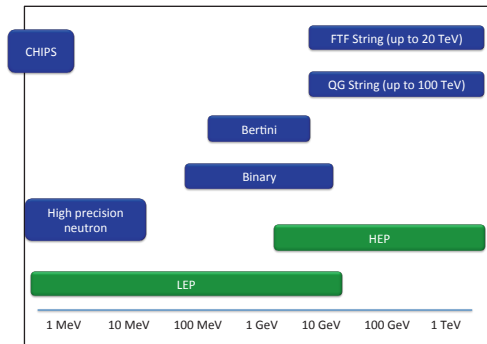 CHIPS
FTF String (up to 20 TeV)
QG String (up to 100 TeV)
Bertini
Binary
High precision
neutron
HEP
LEP
1 MeV 10 MeV 100 MeV 1 GeV 10 GeV 100 GeV 1 TeV